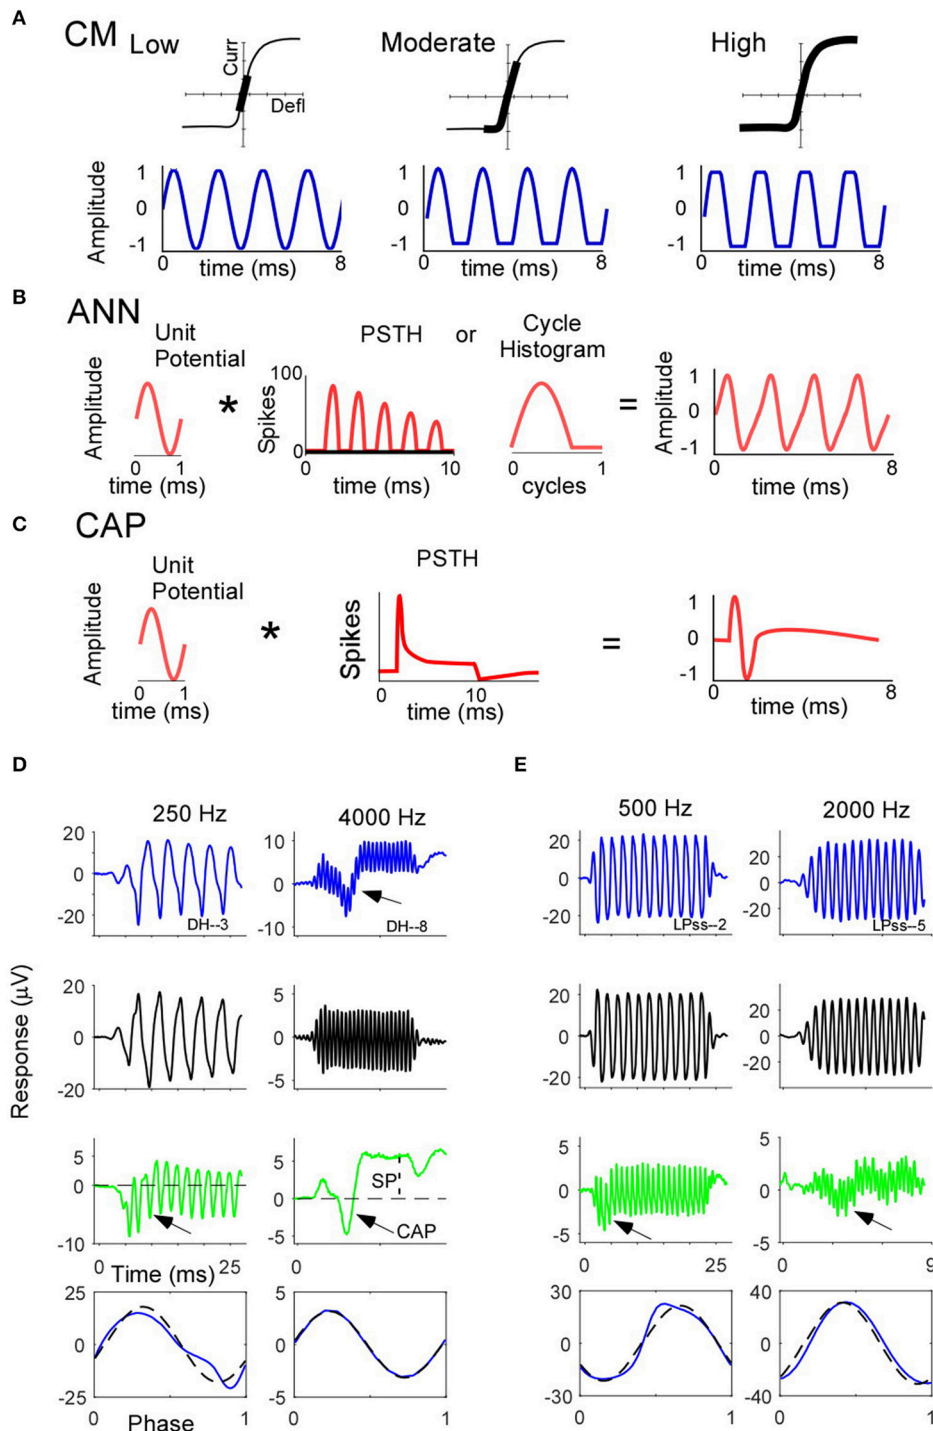 A
CM
Low
Moderate
High
Curr
Defl
Amplitude
1
0
-1
0
time (ms)
8
1
0
-1
0
time (ms)
8
1
0
-1
0
time (ms)
8
B
ANN
Unit
Potential
PSTH or Cycle
Histogram
Amplitude
0 1
time (ms)
*
Spikes
100
0
0 10
time (ms)
0 1
cycles
=
Amplitude
1
0
-1
0 8
time (ms)
C
CAP
Unit
Potential
PSTH
Amplitude
0 1
time (ms)
*
Spikes
0 10
time (ms)
=
1
0
-1
0 8
time (ms)
D
250 Hz
4000 Hz
Response (μV)
20
0
-20
DH--3
10
0
-10
DH--8
20
0
-20
5
0
-5
5
0
-10
5
0
-5
SP
CAP
0
Time (ms)
25
0
25
0
-25
0 1
Phase
5
0
-5
0 1
E
500 Hz
2000 Hz
20
0
-20
LPss--2
20
0
-20
LPss--5
20
0
-20
20
0
-20
5
0
-5
5
0
-5
0 25
0 9
30
0
-30
0 1
40
0
-40
0 1